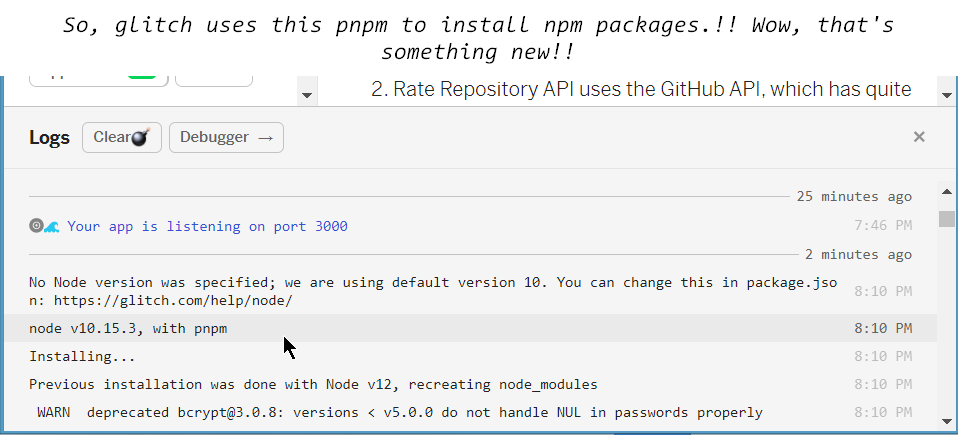 So, glitch uses this pnpm to install npm packages.!! Wow, that's
something new!!
2. Rate Repository API uses the GitHub API, which has quite
Logs Clear Debugger → ×
25 minutes ago
Your app is listening on port 3000 7:46 PM
2 minutes ago
No Node version was specified; we are using default version 10. You can change this in package.jso
n: https://glitch.com/help/node/ 8:10 PM
node v10.15.3, with pnpm 8:10 PM
Installing... 8:10 PM
Previous installation was done with Node v12, recreating node_modules 8:10 PM
WARN deprecated bcrypt@3.0.8: versions < v5.0.0 do not handle NUL in passwords properly 8:10 PM